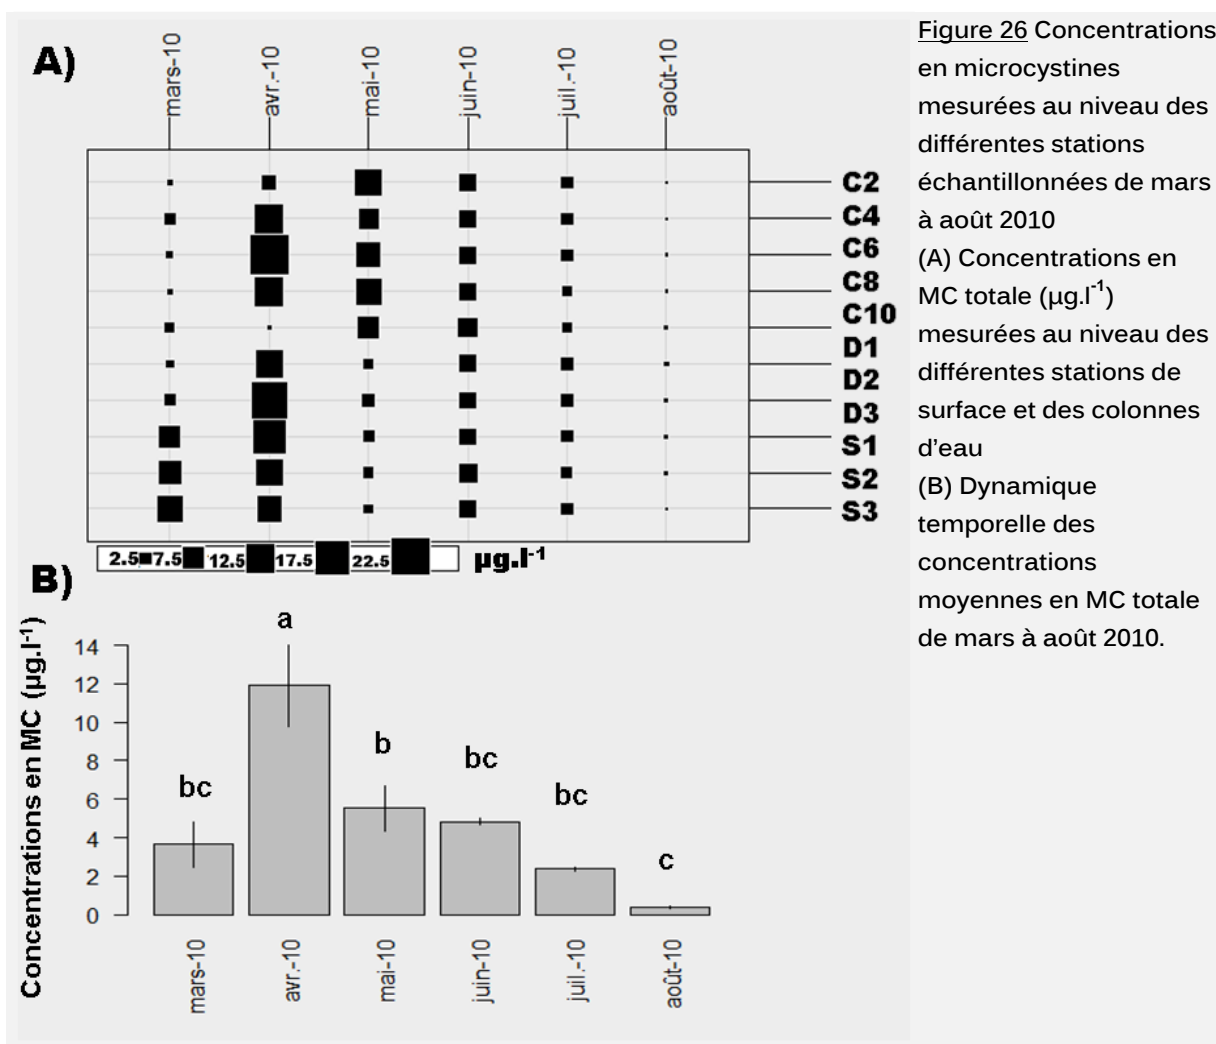 A)
mars-10
avr.-10
mai-10
juin-10
juil.-10
août-10
C2
C4
C6
C8
C10
D1
D2
D3
S1
S2
S3
2.5 7.5 12.5 17.5 22.5 µg.l-1
B)
Concentrations en MC (µg.l-1)
14
12
10
8
6
4
2
0
bc
a
b
bc
bc
c
mars-10
avr.-10
mai-10
juin-10
juil.-10
août-10
Figure 26 Concentrations
en microcystines
mesurées au niveau des
différentes stations
échantillonnées de mars
à août 2010
(A) Concentrations en
MC totale (µg.l-1)
mesurées au niveau des
différentes stations de
surface et des colonnes
d’eau
(B) Dynamique
temporelle des
concentrations
moyennes en MC totale
de mars à août 2010.